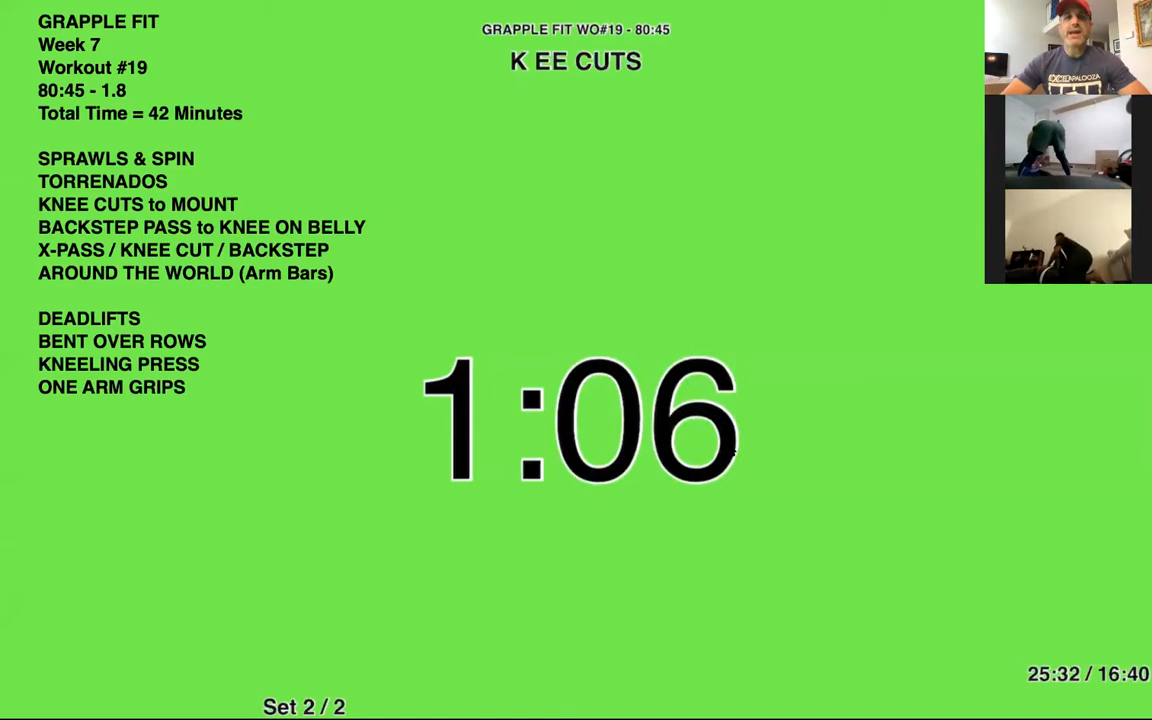 GRAPPLE FIT
Week 7
Workout #19
80:45 - 1.8
Total Time = 42 Minutes
SPRAWLS & SPIN
TORRENADOS
KNEE CUTS to MOUNT
BACKSTEP PASS to KNEE ON BELLY
X-PASS / KNEE CUT / BACKSTEP
AROUND THE WORLD (Arm Bars)
DEADLIFTS
BENT OVER ROWS
KNEELING PRESS
ONE ARM GRIPS
GRAPPLE FIT WO#19 - 80:45
K EE CUTS
EXCELAPALOOZA
1:06
25:32 / 16:40
Set 2 / 2